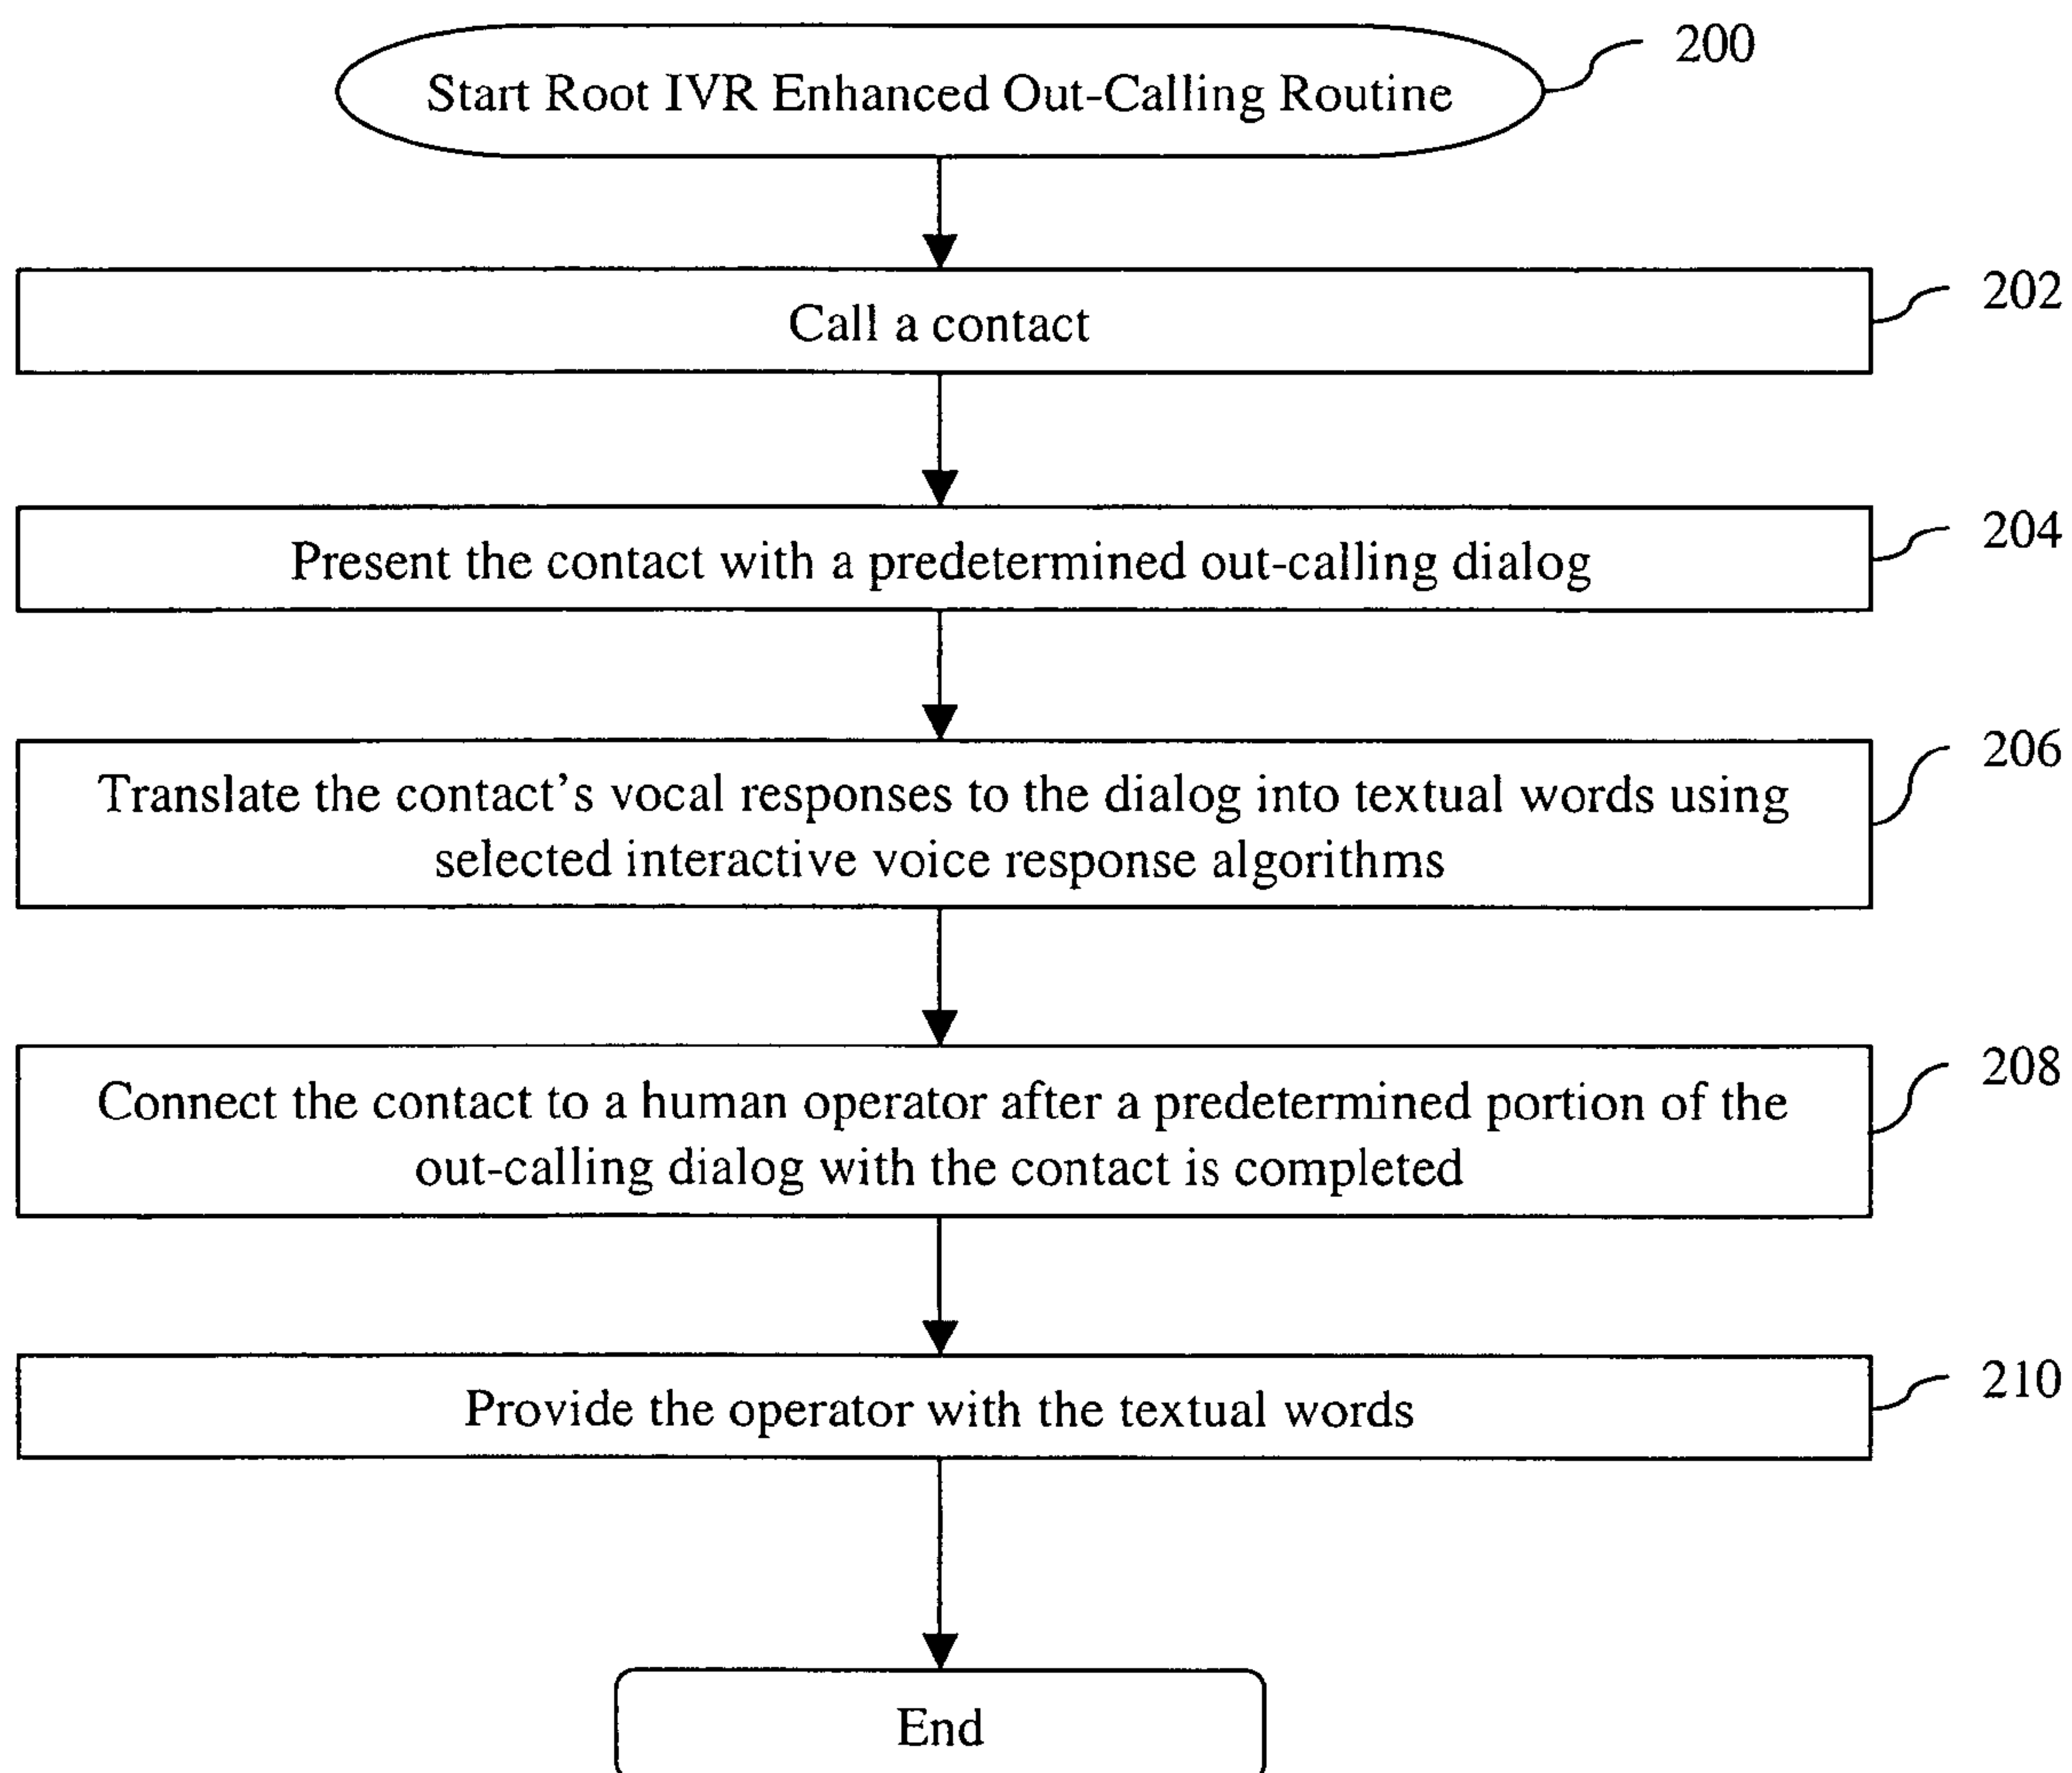 Start Root IVR Enhanced Out-Calling Routine
200
Call a contact
202
Present the contact with a predetermined out-calling dialog
204
Translate the contact’s vocal responses to the dialog into textual words using
selected interactive voice response algorithms
206
Connect the contact to a human operator after a predetermined portion of the
out-calling dialog with the contact is completed
208
Provide the operator with the textual words
210
End